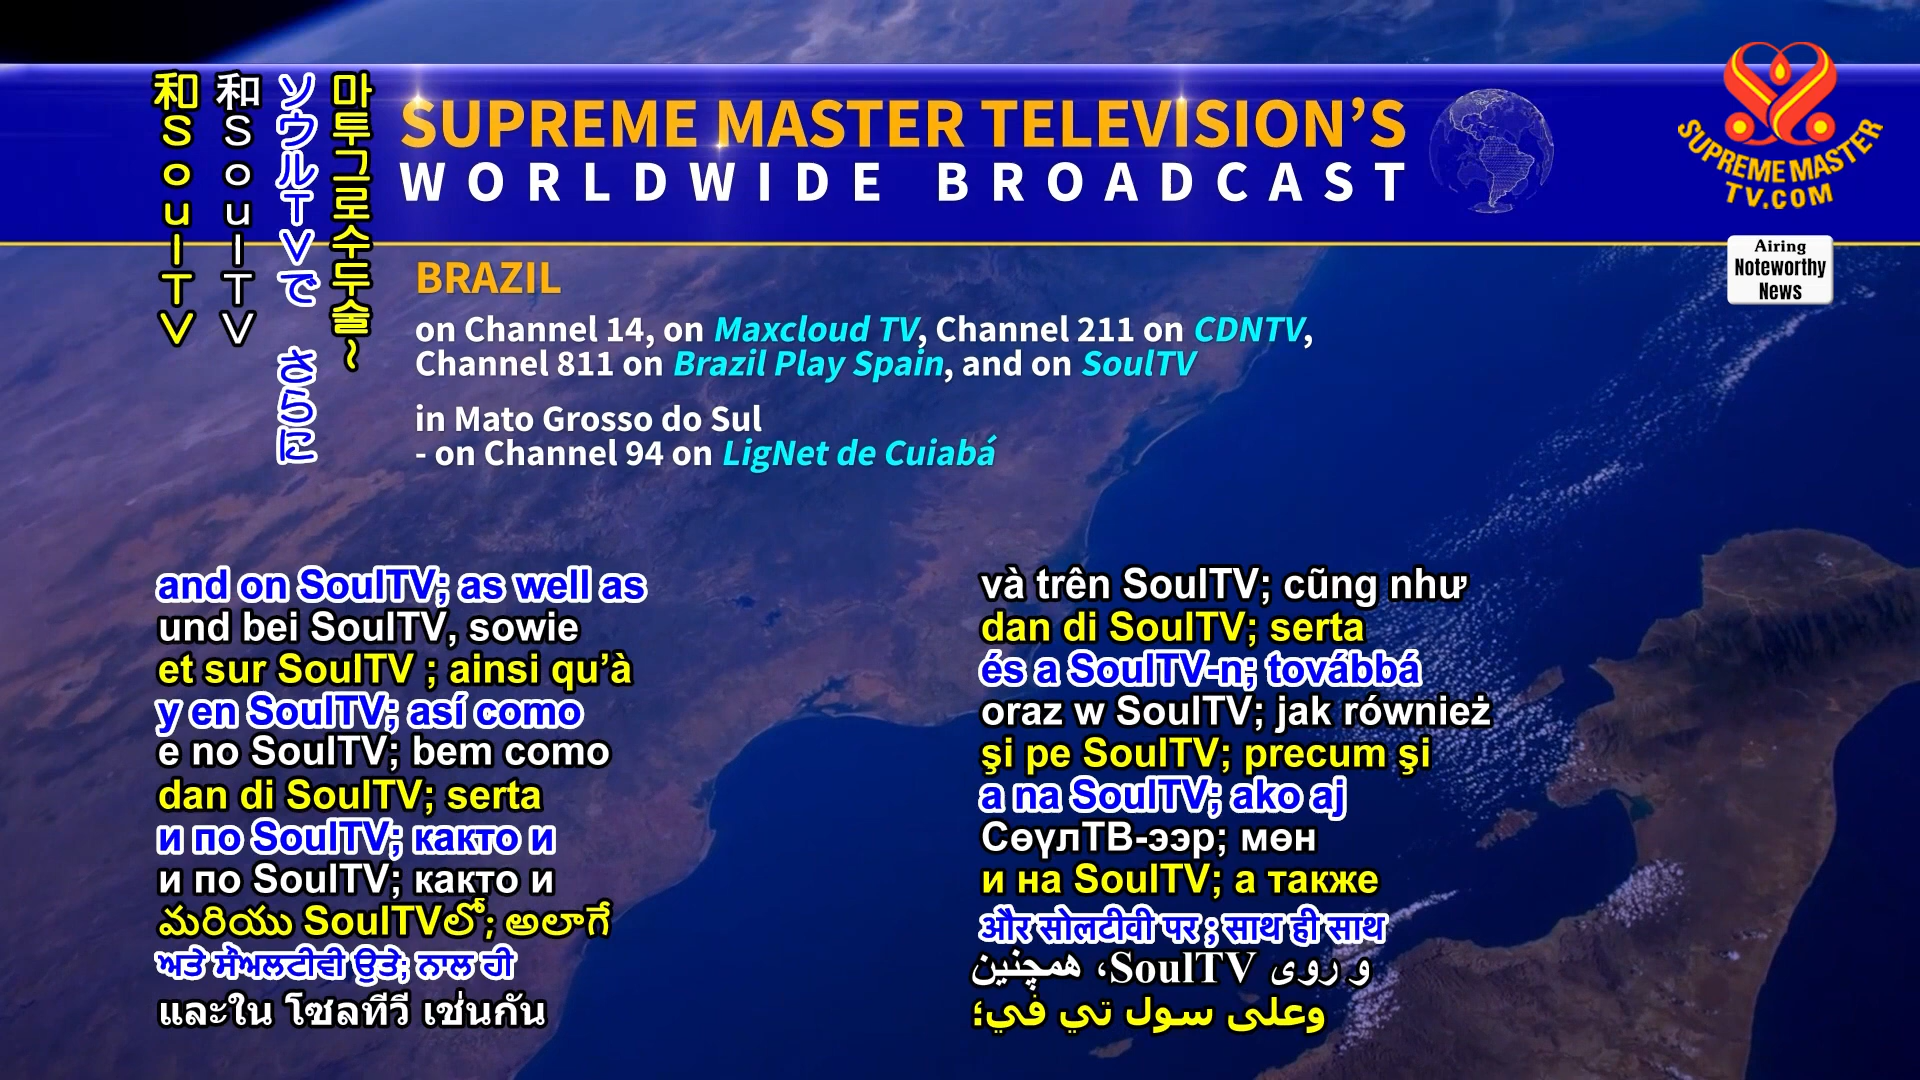 和SoulTV
和SoulTV
ソウルTVで さらに
마투그로수두술~
SUPREME MASTER TELEVISION’S
WORLDWIDE BROADCAST
SUPREME MASTER
TV.COM
Airing
Noteworthy
News
BRAZIL
on Channel 14, on Maxcloud TV, Channel 211 on CDNTV,
Channel 811 on Brazil Play Spain, and on SoulTV
in Mato Grosso do Sul
- on Channel 94 on LigNet de Cuiabá
and on SoulTV; as well as
und bei SoulTV, sowie
et sur SoulTV ; ainsi qu’à
y en SoulTV; así como
e no SoulTV; bem como
dan di SoulTV; serta
и по SoulTV; както и
и по SoulTV; както и
మరియు SoulTVలో; అలాగే
ਅਤੇ ਸੌਅਲਟੀਵੀ ਉਤੇ; ਨਾਲ ਹੀ
และใน โซลทีวี เช่นกัน
và trên SoulTV; cũng như
dan di SoulTV; serta
és a SoulTV-n; továbbá
oraz w SoulTV; jak również
şi pe SoulTV; precum şi
a na SoulTV; ako aj
СөүлТВ-ээр; мөн
и на SoulTV; а также
और सोलटीवी पर ; साथ ही साथ
و روی SoulTV، همچنین
وعلى سول تي في؛